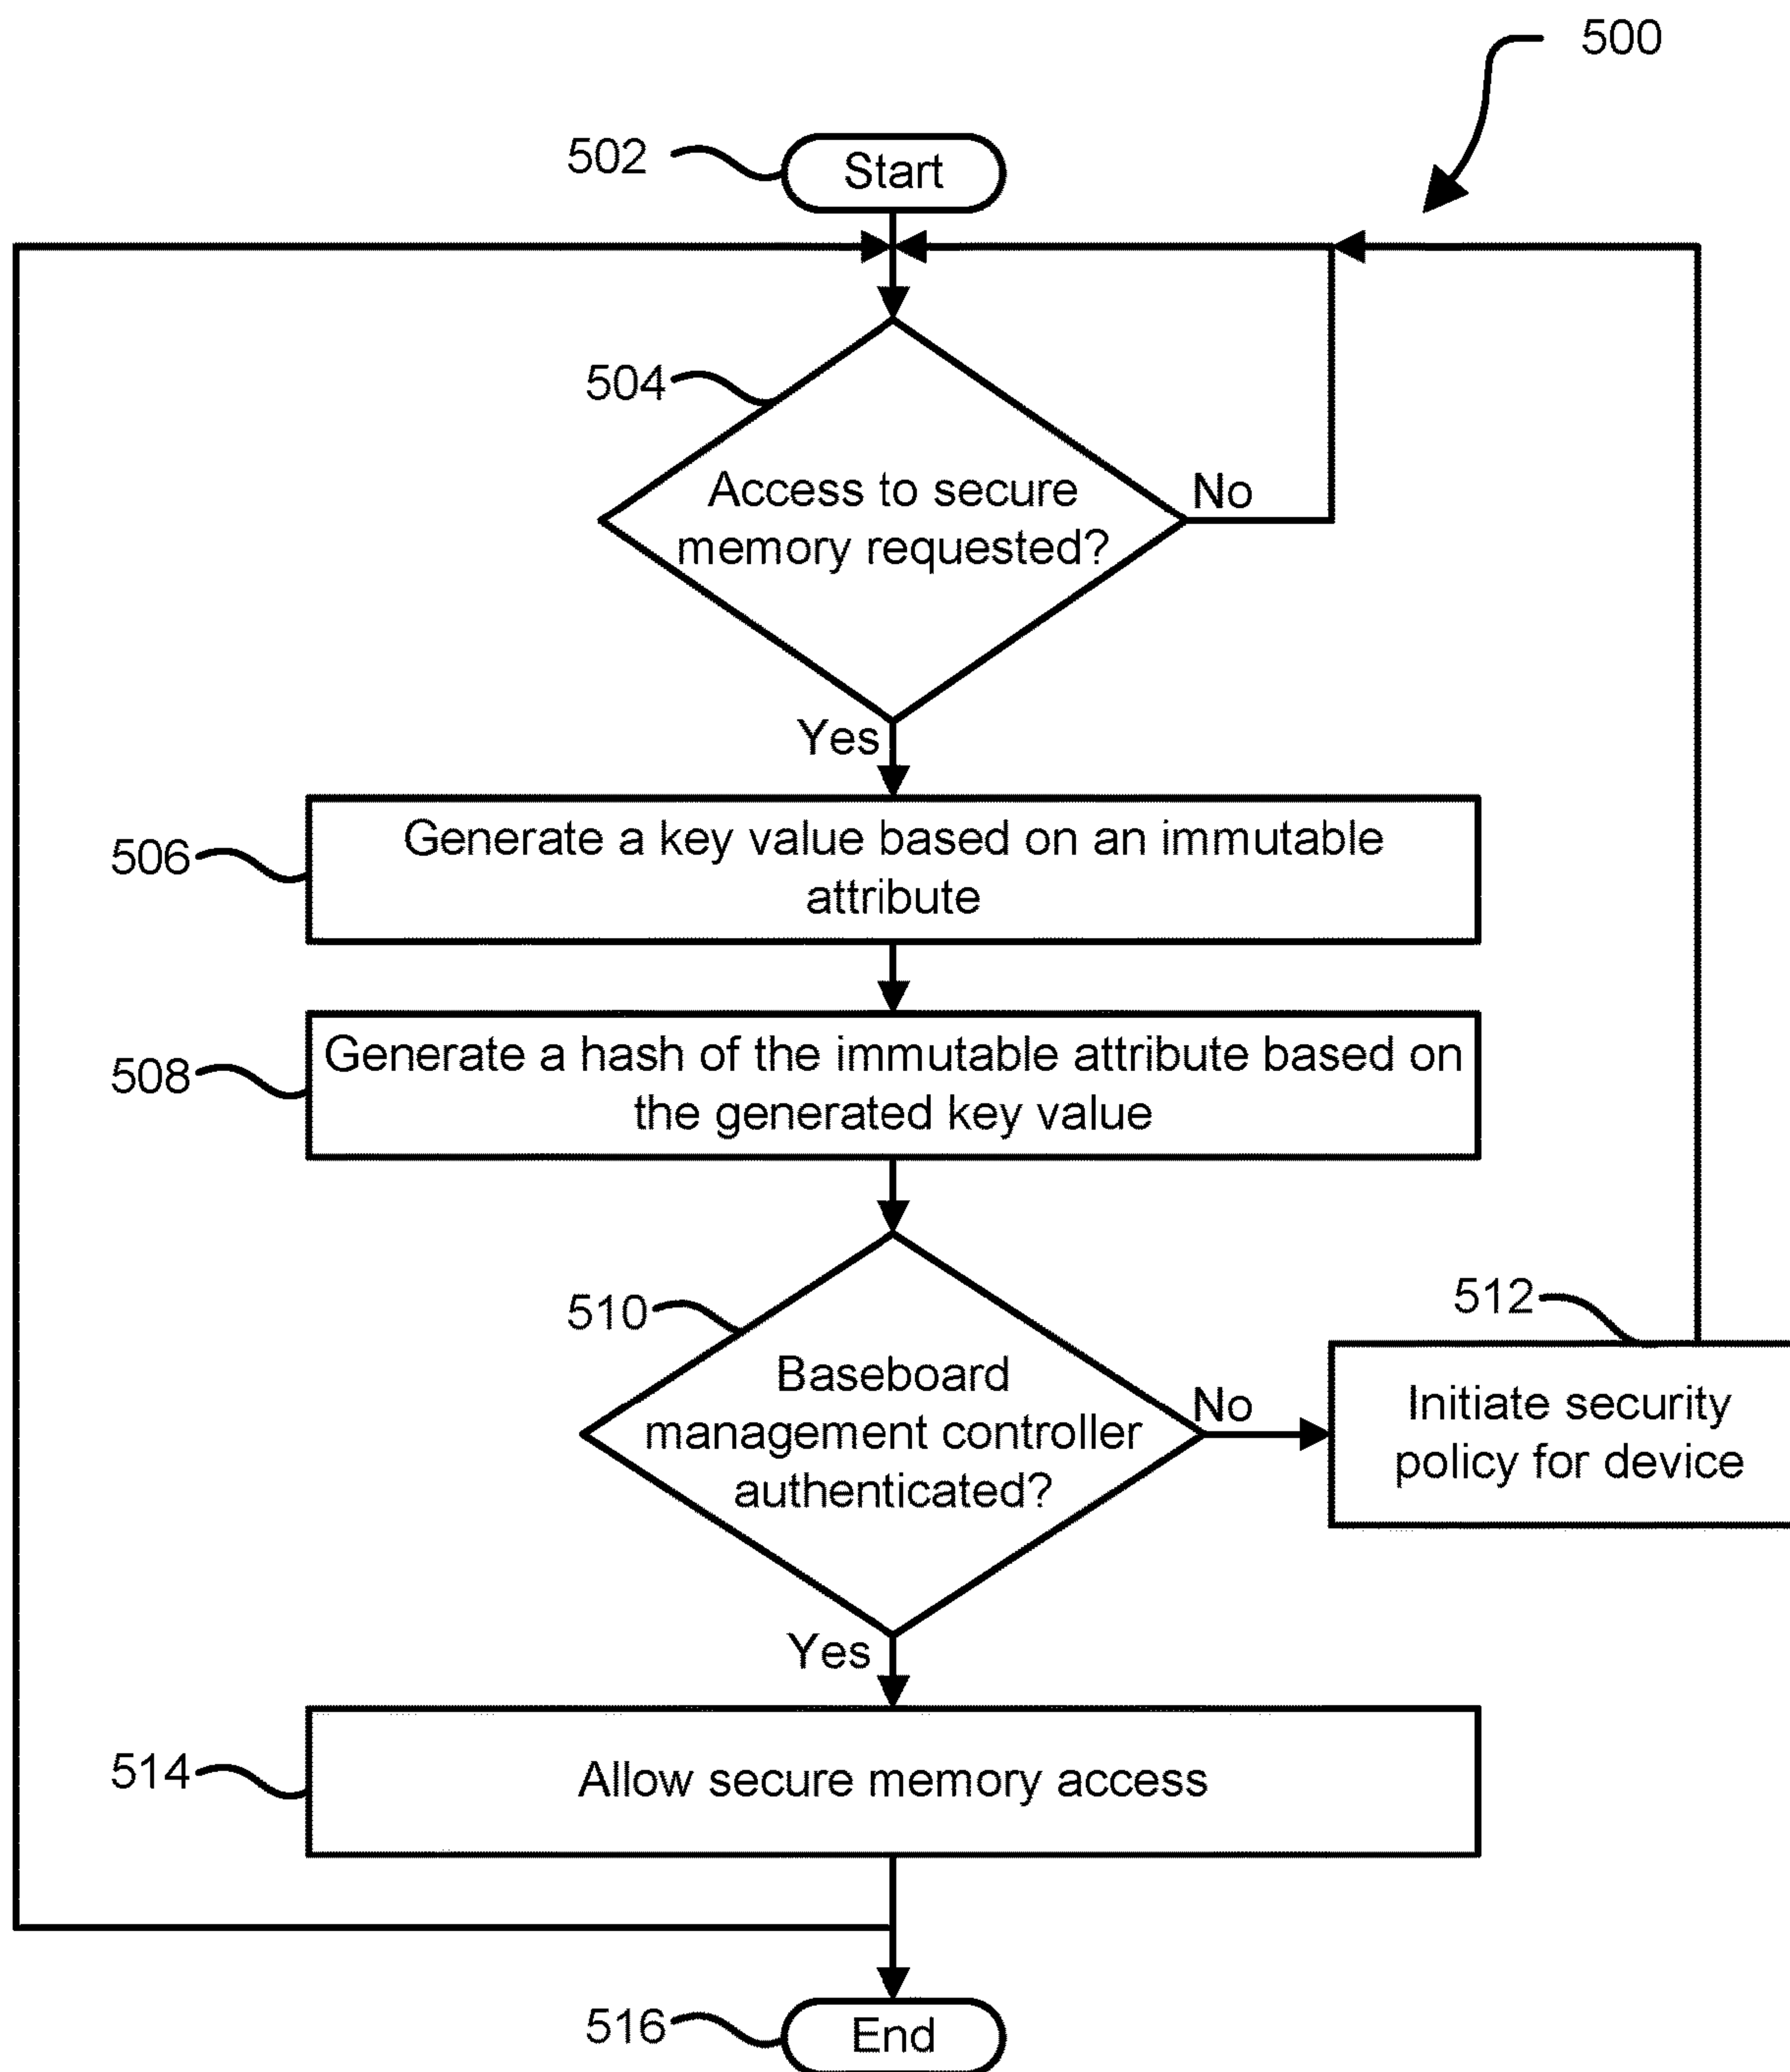 500
502
Start
504
Access to secure
memory requested?
No
Yes
506
Generate a key value based on an immutable
attribute
508
Generate a hash of the immutable attribute based on
the generated key value
510
Baseboard
management controller
authenticated?
No
512
Initiate security
policy for device
Yes
514
Allow secure memory access
516
End